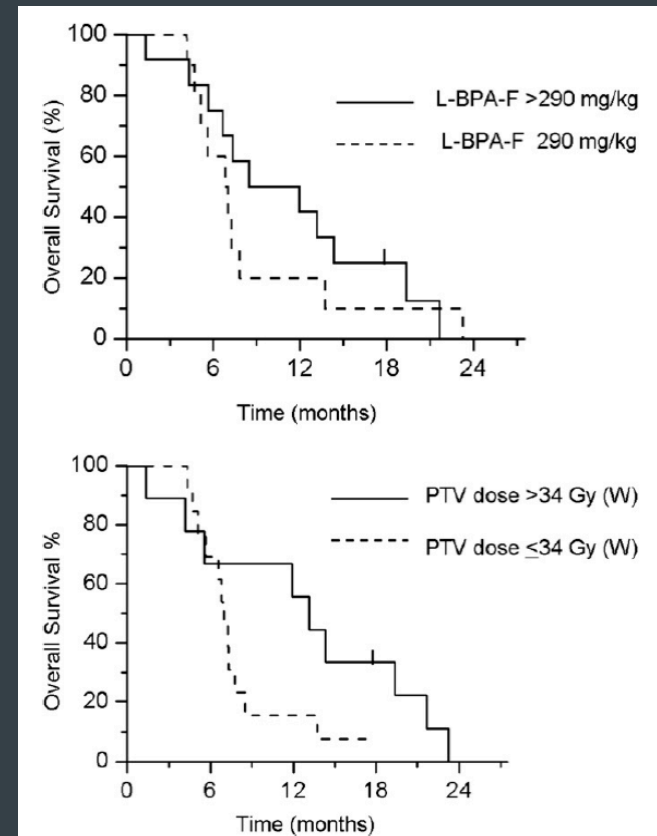 100
80
60
40
20
0
Overall Survival (%)
L-BPA-F >290 mg/kg
L-BPA-F 290 mg/kg
0 6 12 18 24
Time (months)
100
80
60
40
20
0
Overall Survival %
PTV dose >34 Gy (W)
PTV dose ≤34 Gy (W)
0 6 12 18 24
Time (months)